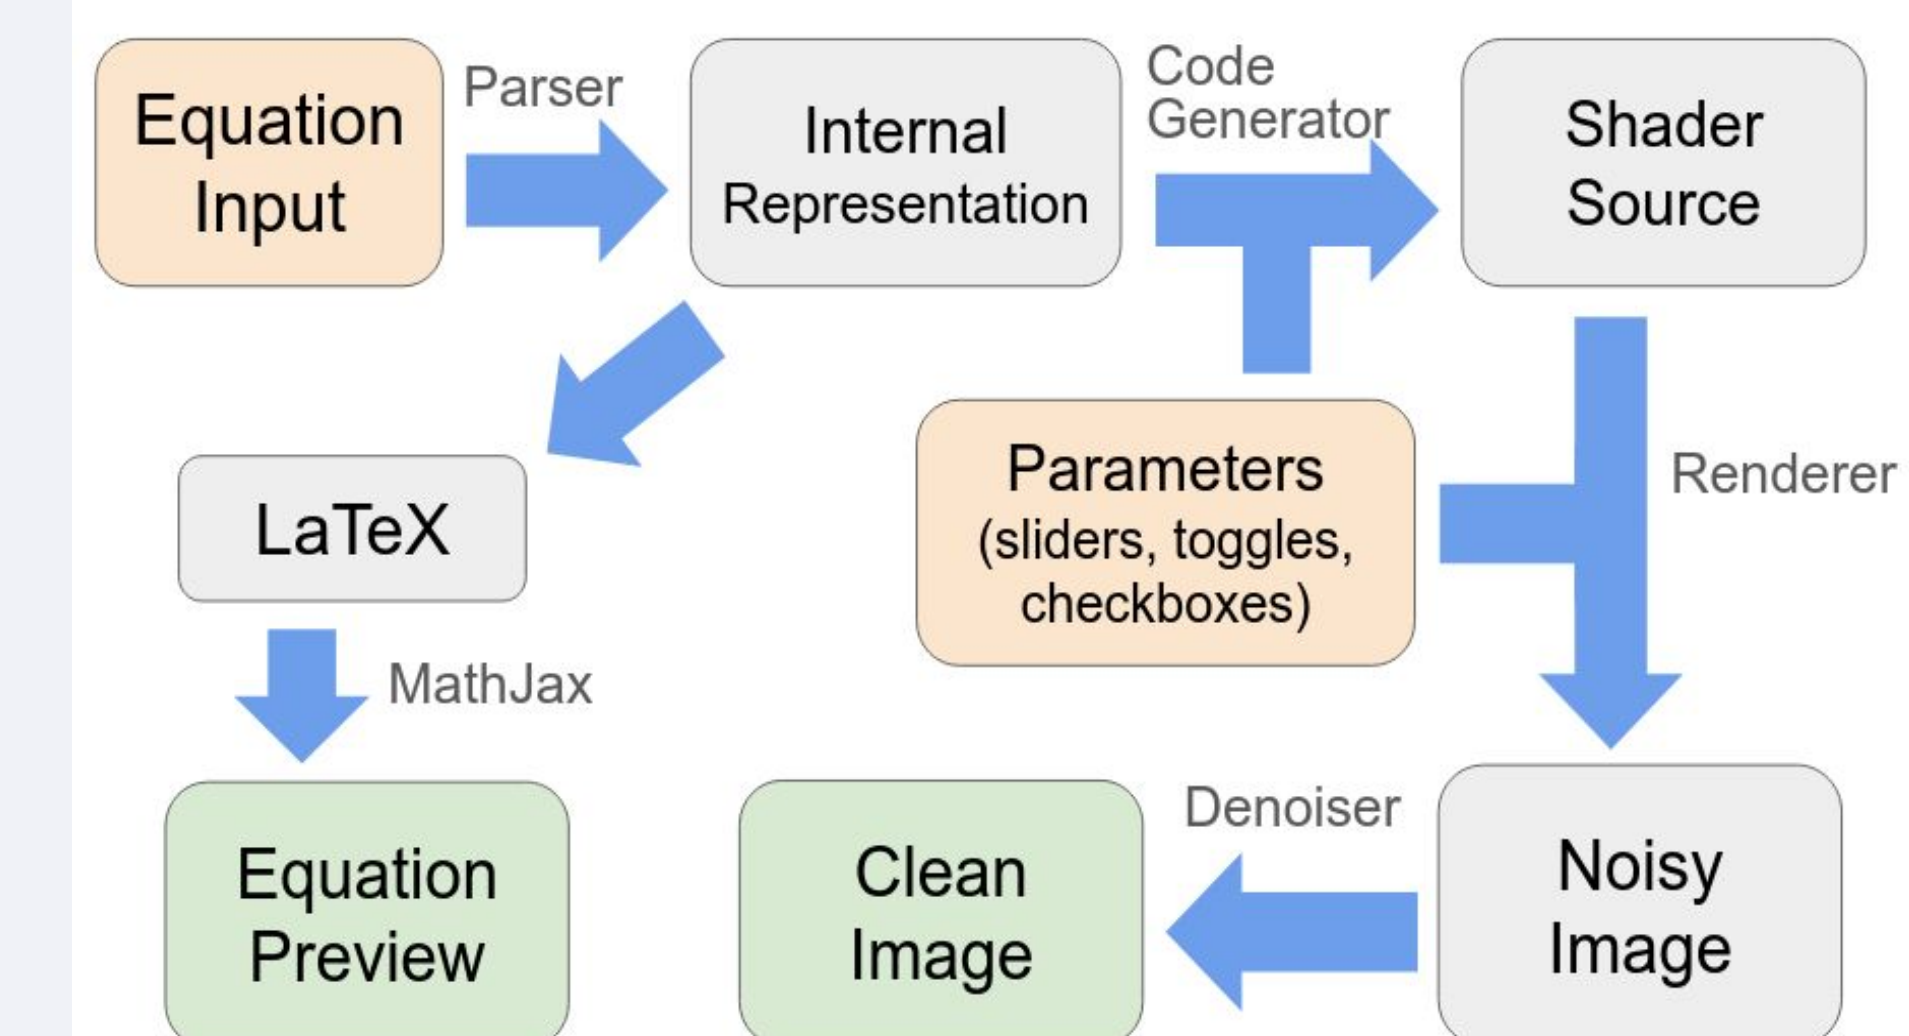 Equation
Input
Parser
Internal
Representation
Code
Generator
Shader
Source
LaTeX
Parameters
(sliders, toggles,
checkboxes)
Renderer
MathJax
Equation
Preview
Clean
Image
Denoiser
Noisy
Image